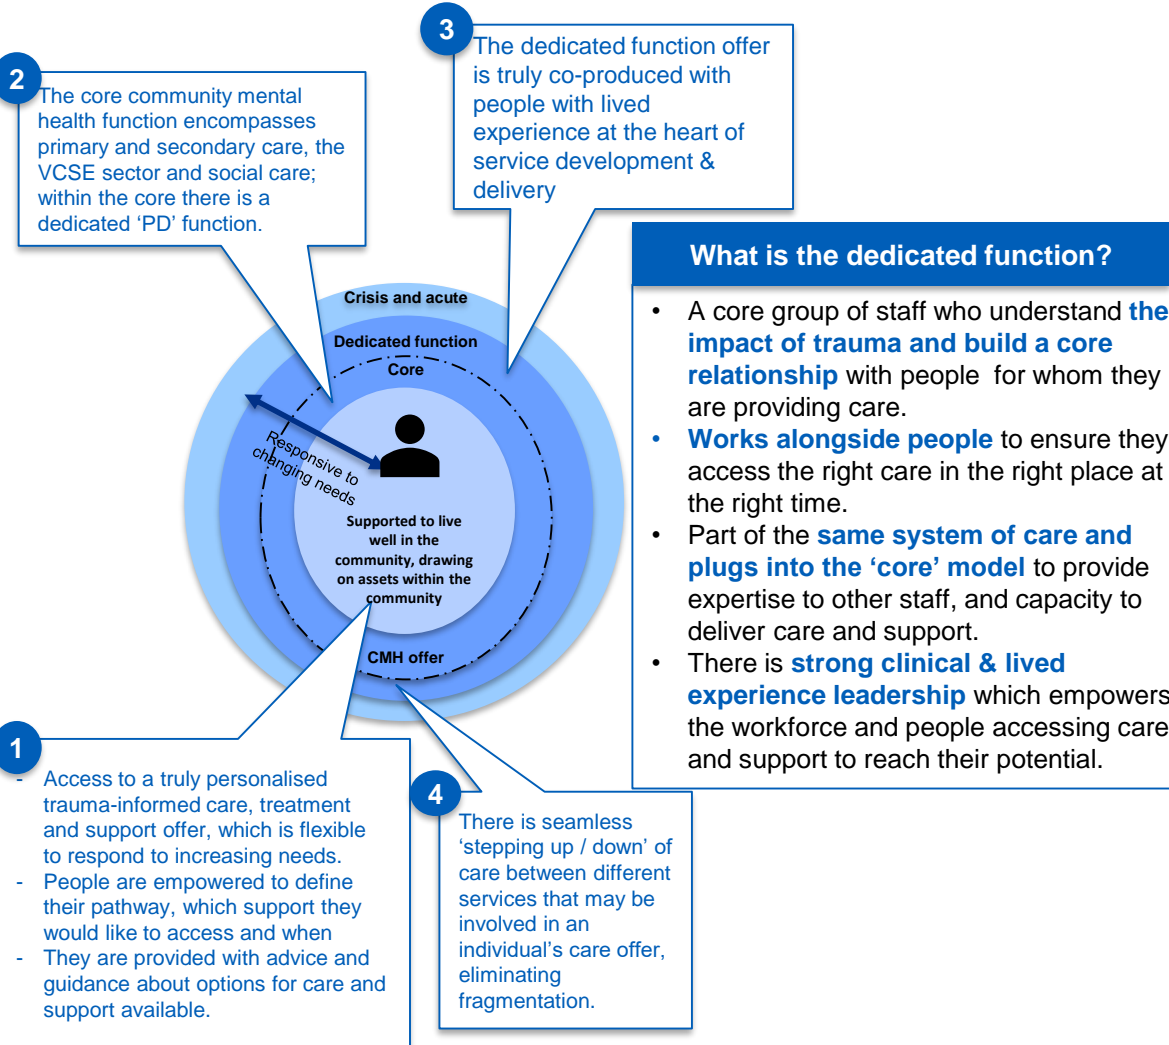 3
The dedicated function offer
is truly co-produced with
people with lived
experience at the heart of
service development &
delivery
2
The core community mental
health function encompasses
primary and secondary care, the
VCSE sector and social care;
within the core there is a
dedicated ‘PD’ function.
What is the dedicated function?
• A core group of staff who understand the
impact of trauma and build a core
relationship with people for whom they
are providing care.
• Works alongside people to ensure they
access the right care in the right place at
the right time.
• Part of the same system of care and
plugs into the ‘core’ model to provide
expertise to other staff, and capacity to
deliver care and support.
• There is strong clinical & lived
experience leadership which empowers
the workforce and people accessing care
and support to reach their potential.
Crisis and acute
Dedicated function
Core
Responsive to
changing needs
Supported to live
well in the
community, drawing
on assets within the
community
CMH offer
1
- Access to a truly personalised
trauma-informed care, treatment
and support offer, which is flexible
to respond to increasing needs.
- People are empowered to define
their pathway, which support they
would like to access and when
- They are provided with advice and
guidance about options for care and
support available.
4
There is seamless
‘stepping up / down’ of
care between different
services that may be
involved in an
individual’s care offer,
eliminating
fragmentation.